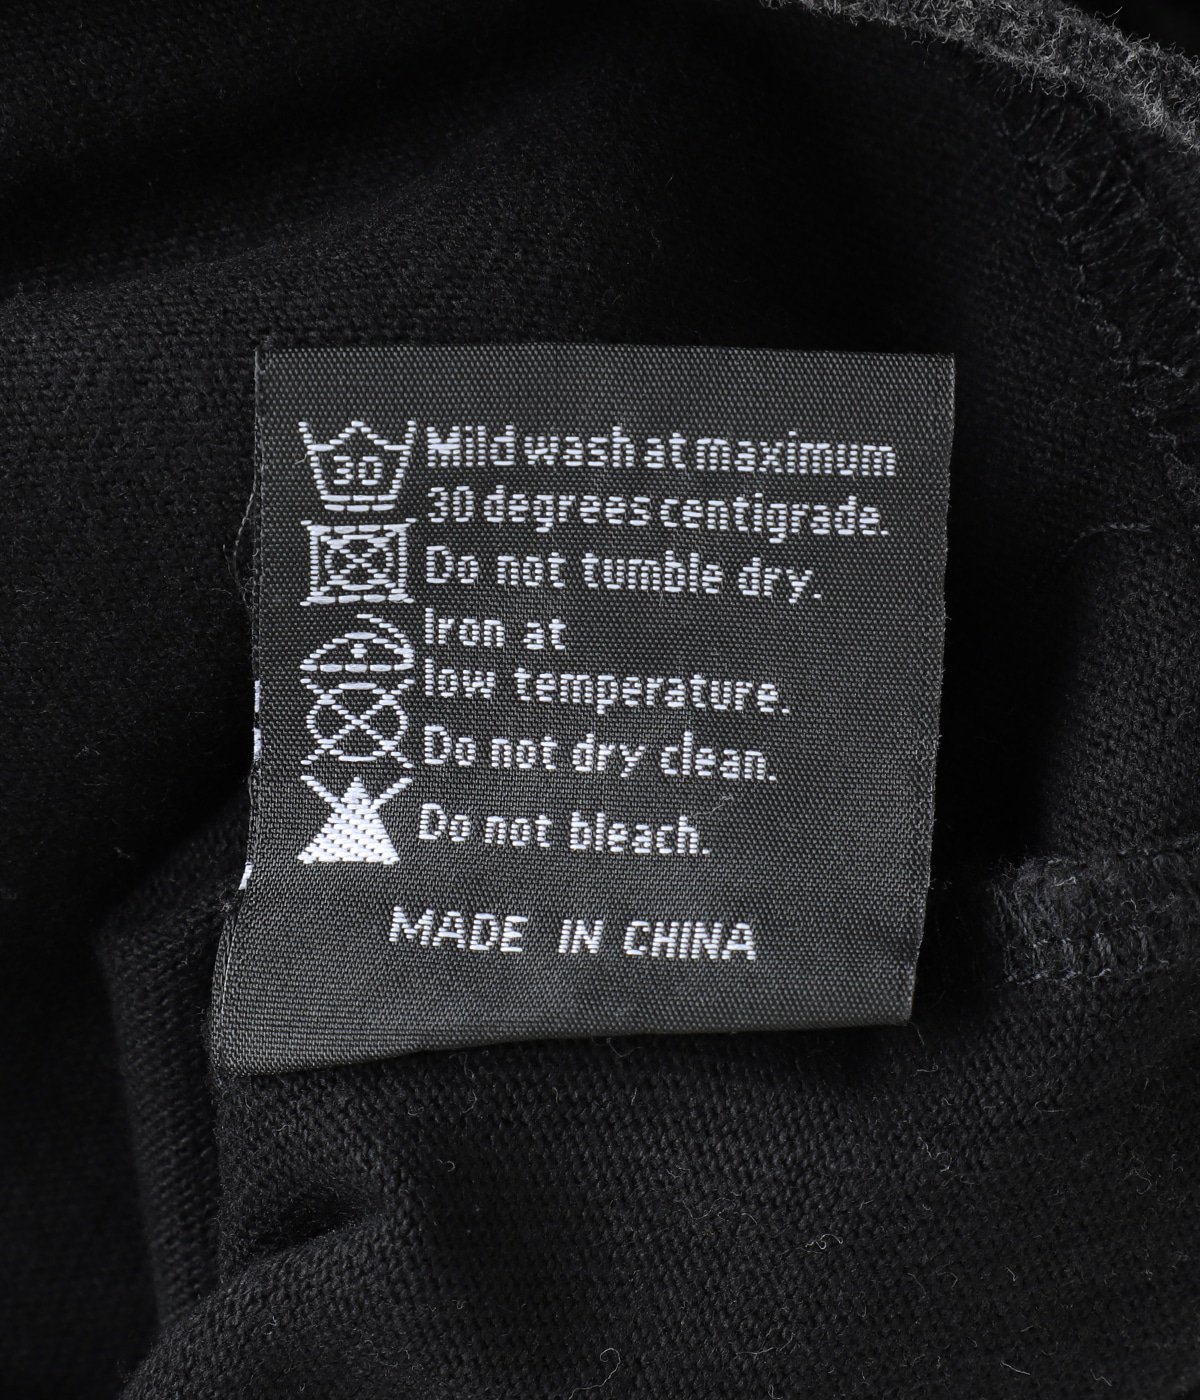 30 Mild wash at maximum
30 degrees centigrade.
Do not tumble dry.
Iron at
low temperature.
Do not dry clean.
Do not bleach.
MADE IN CHINA